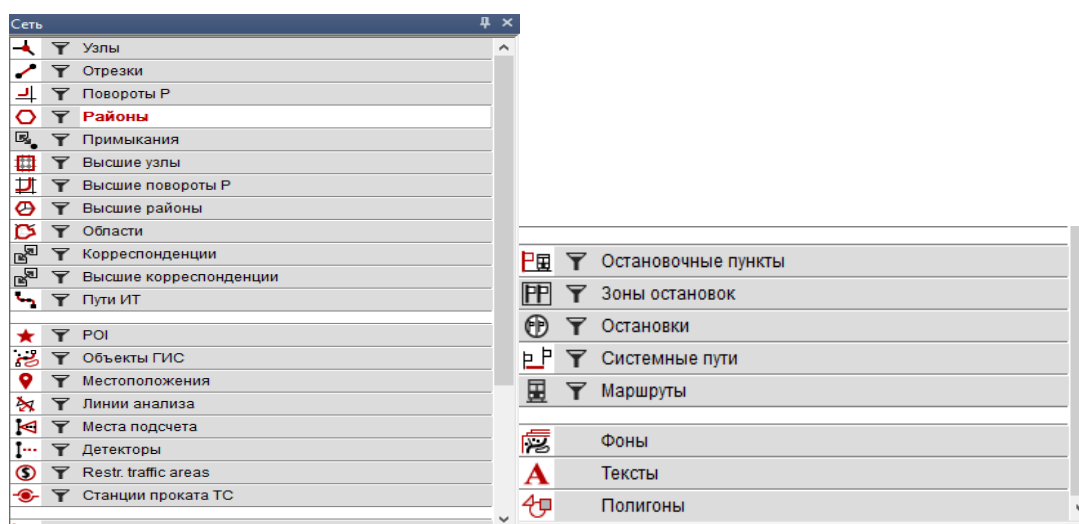 Сеть
Узлы
Отрезки
Повороты Р
Районы
Примыкания
Высшие узлы
Высшие повороты Р
Высшие районы
Области
Корреспонденции
Высшие корреспонденции
Пути ИТ
POI
Объекты ГИС
Местоположения
Линии анализа
Места подсчета
Детекторы
Restr. traffic areas
Станции проката ТС
Остановочные пункты
Зоны остановок
Остановки
Системные пути
Маршруты
Фоны
Тексты
Полигоны